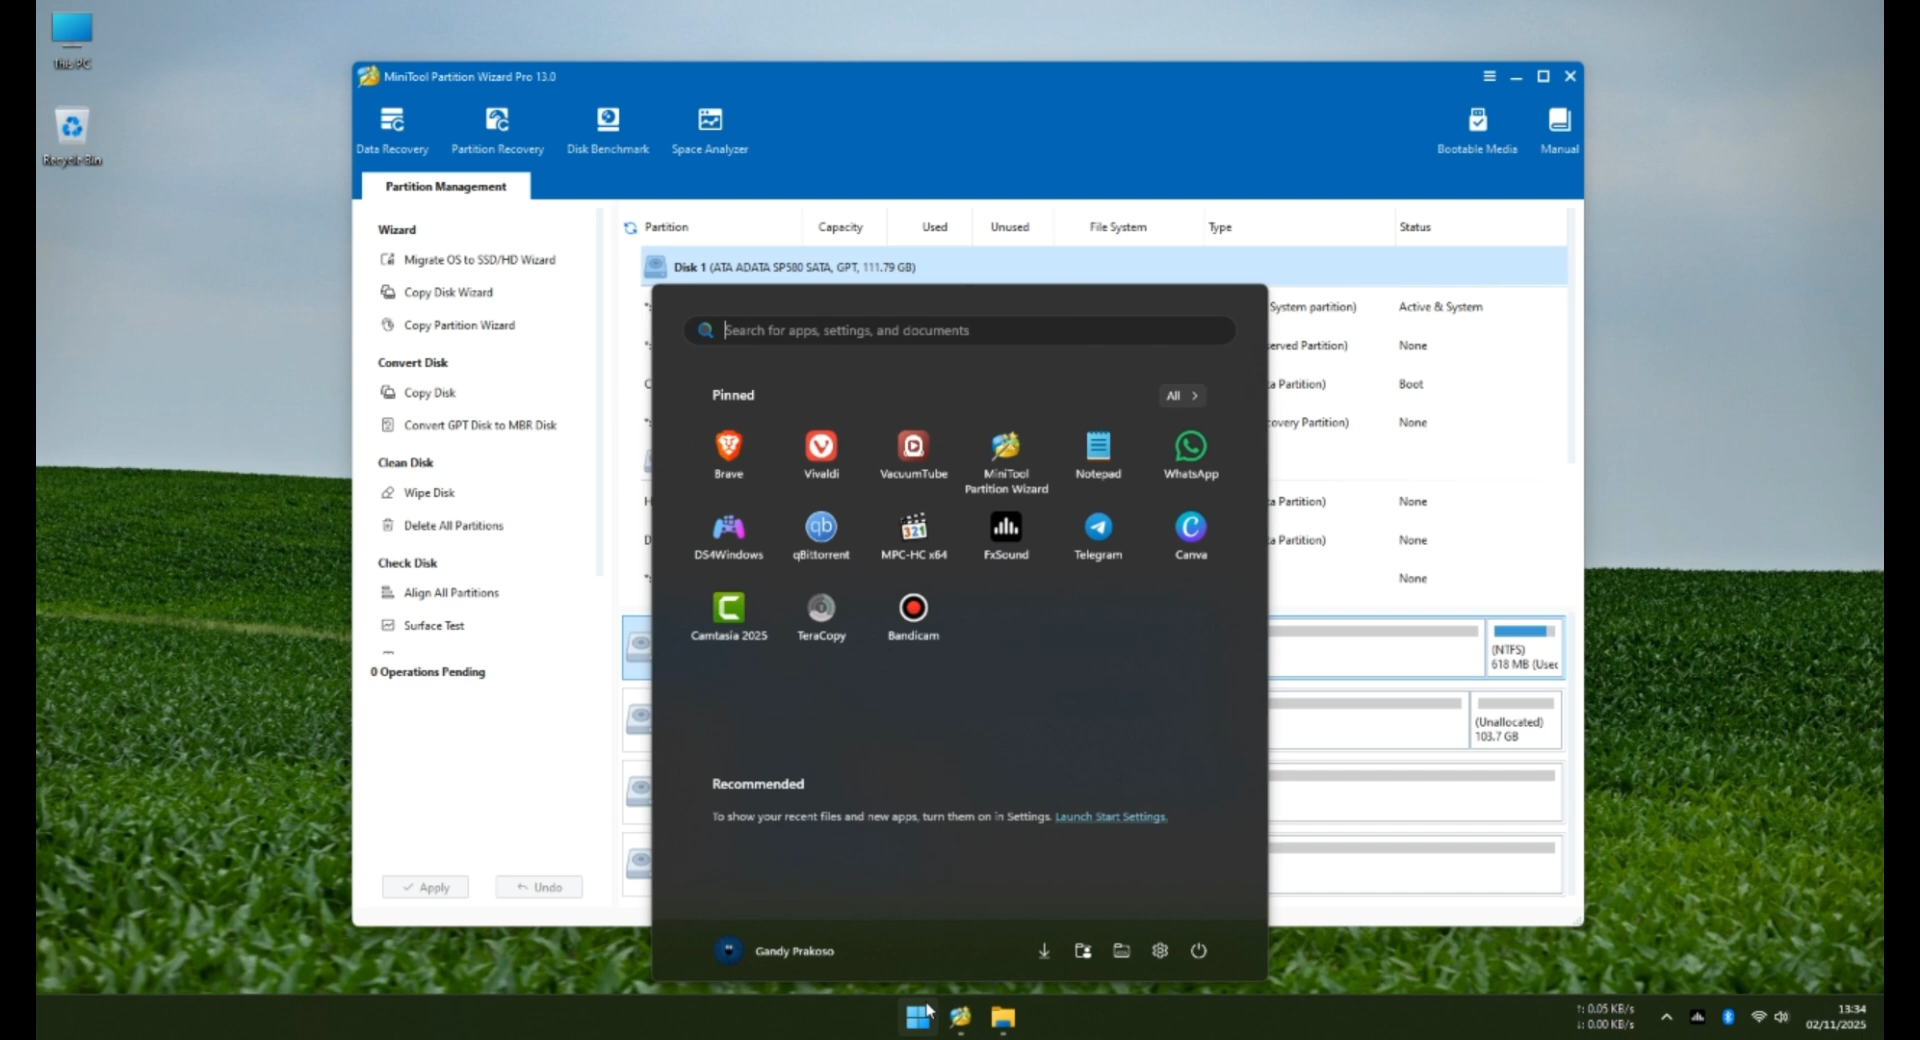 This PC
Recycle Bin
MiniTool Partition Wizard Pro 13.0
Data Recovery
Partition Recovery
Disk Benchmark
Space Analyzer
Bootable Media
Manual
Partition Management
Wizard
Migrate OS to SSD/HD Wizard
Copy Disk Wizard
Copy Partition Wizard
Convert Disk
Copy Disk
Convert GPT Disk to MBR Disk
Clean Disk
Wipe Disk
Delete All Partitions
Check Disk
Align All Partitions
Surface Test
0 Operations Pending
Apply
Undo
Partition Capacity Used Unused File System Type Status
Disk 1 (ATA ADATA SP580 SATA, GPT, 111.79 GB)
System partition) Active & System
erved Partition) None
a Partition) Boot
overy Partition) None
a Partition) None
a Partition) None
None
(NTFS)
618 MB (Usec
(Unallocated)
103.7 GB
Search for apps, settings, and documents
Pinned
All
Brave
Vivaldi
VacuumTube
MiniTool
Partition Wizard
Notepad
WhatsApp
DS4Windows
qBittorrent
MPC-HC x64
FxSound
Telegram
Canva
Camtasia 2025
TeraCopy
Bandicam
Recommended
To show your recent files and new apps, turn them on in Settings. Launch Start Settings.
Gandy Prakoso
↑: 0.05 KB/s
↓: 0.00 KB/s
13:34
02/11/2025